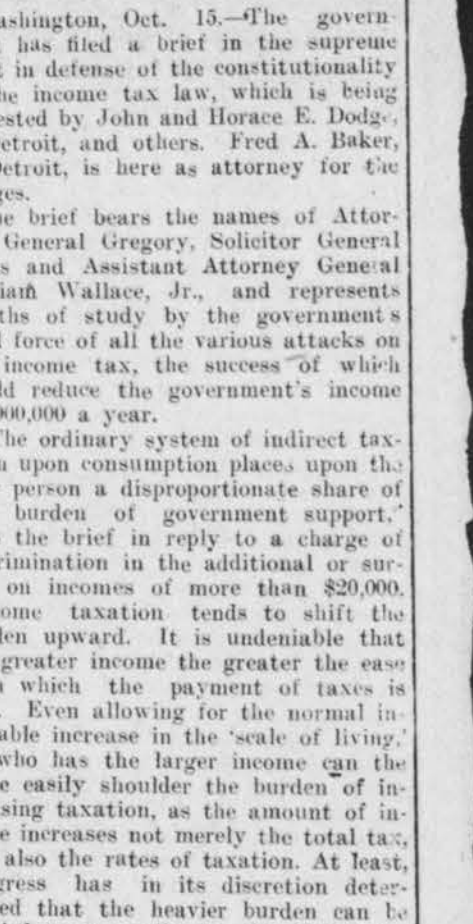 ashington, Oct. 15.—The govern-
has filed a brief in the supreme
in defense of the constitutionality
he income tax law, which is being
ested by John and Horace E. Dodge,
etroit, and others. Fred A. Baker,
Detroit, is here as attorney for the
ges.
he brief bears the names of Attor-
General Gregory, Solicitor General
s and Assistant Attorney General
iam Wallace, Jr., and represents
ths of study by the government's
l force of all the various attacks on
income tax, the success of which
ld reduce the government's income
000,000 a year.
The ordinary system of indirect tax-
n upon consumption places upon the
person a disproportionate share of
burden of government support,"
the brief in reply to a charge of
rimination in the additional or sur-
on incomes of more than $20,000.
ome taxation tends to shift the
den upward. It is undeniable that
greater income the greater the ease
h which the payment of taxes is
. Even allowing for the normal in-
able increase in the 'scale of living,'
who has the larger income can the
e easily shoulder the burden of in-
sing taxation, as the amount of in-
e increases not merely the total tax,
also the rates of taxation. At least,
gress has in its discretion deter-
ed that the heavier burden can be